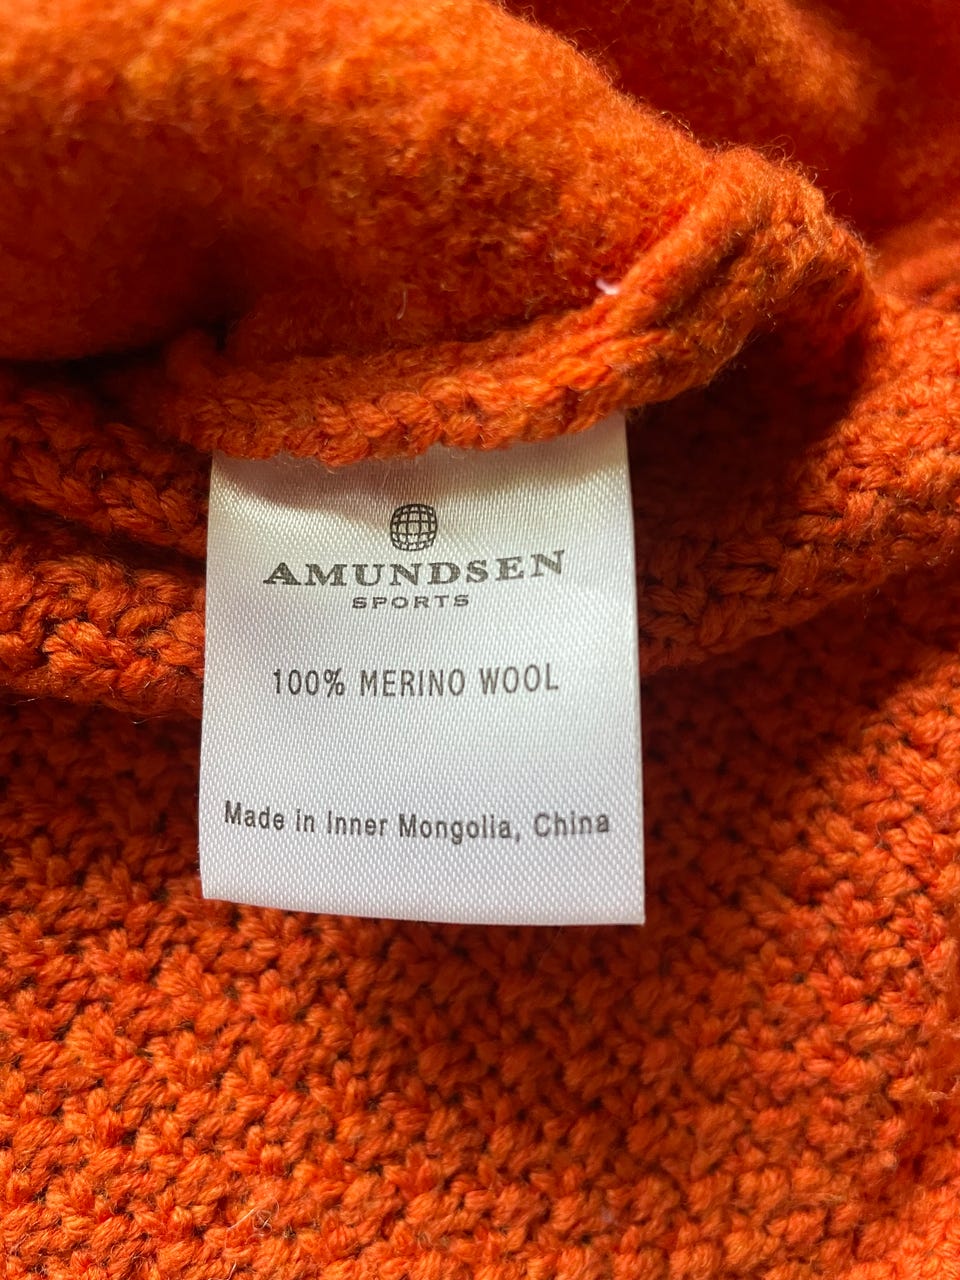 AMUNDSEN
SPORTS
100% MERINO WOOL
Made in Inner Mongolia, China